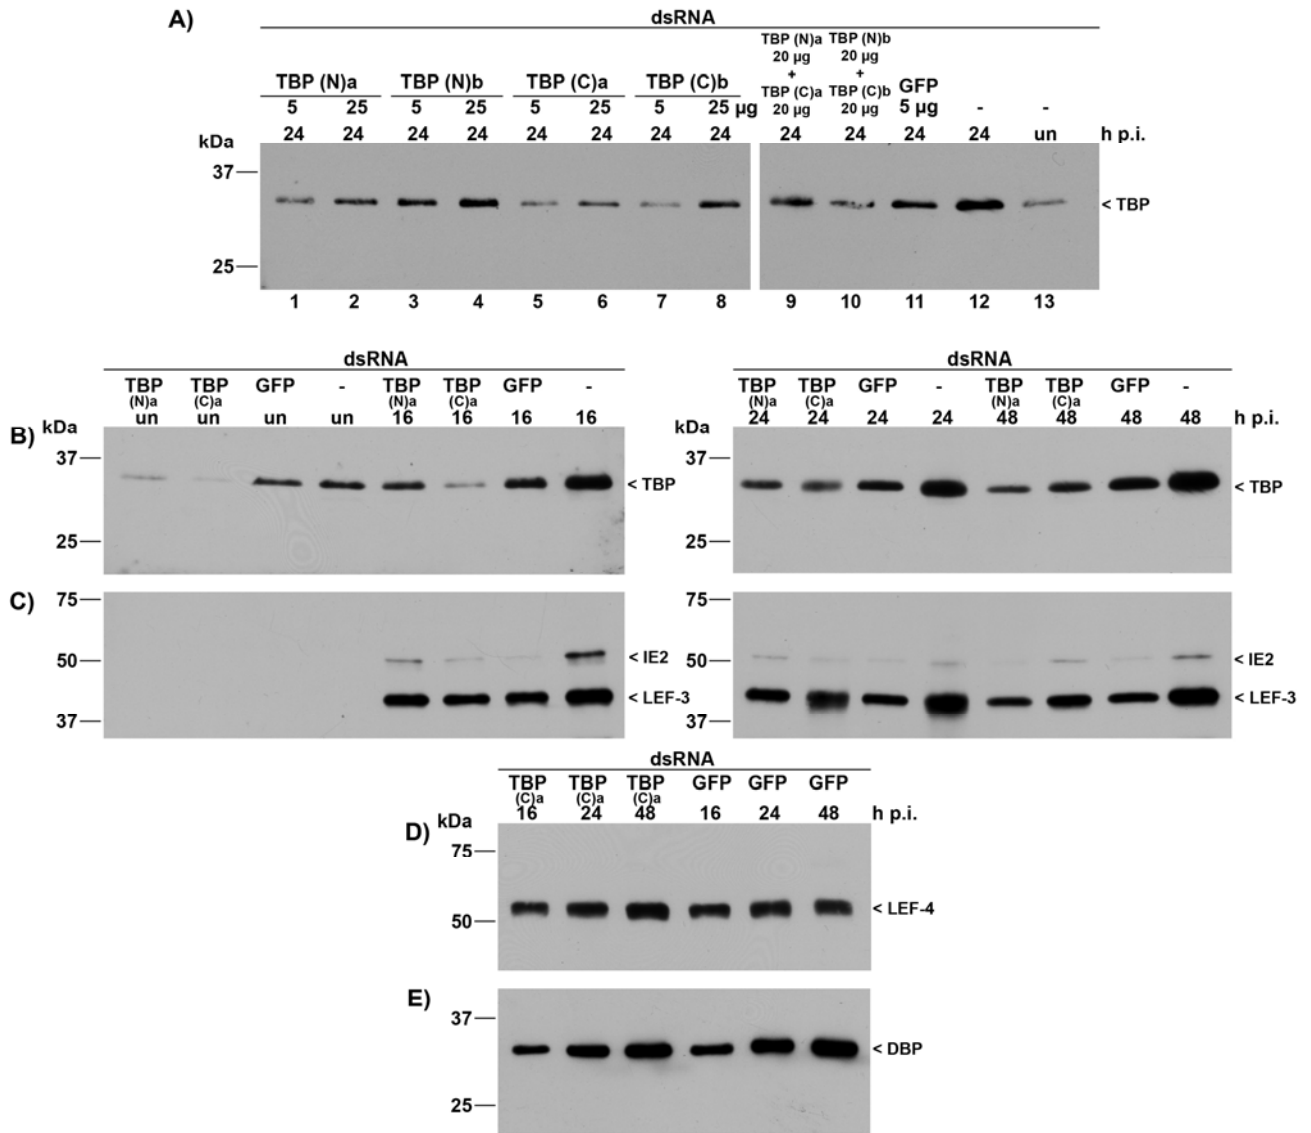 A)
dsRNA
TBP (N)a TBP (N)b TBP (C)a TBP (C)b
TBP (N)a 20 µg + TBP (C)a 20 µg
TBP (N)b 20 µg + TBP (C)b 20 µg
GFP 5 µg - -
5 25 5 25 5 25 5 25 µg
24 24 24 24 24 24 24 24 24 24 24 24 un h p.i.
kDa
37
< TBP
25
1 2 3 4 5 6 7 8 9 10 11 12 13
dsRNA dsRNA
TBP TBP GFP - TBP TBP GFP - TBP TBP GFP - TBP TBP GFP -
(N)a (C)a (N)a (C)a (N)a (C)a (N)a (C)a
un un un un 16 16 16 16 24 24 24 24 48 48 48 48 h p.i.
B) kDa kDa
37 37
< TBP < TBP
25 25
C) 75 75
50 < IE2 50 < IE2
< LEF-3 < LEF-3
37 37
dsRNA
TBP TBP TBP GFP GFP GFP
(C)a (C)a (C)a
16 24 48 16 24 48 h p.i.
D) kDa
75
< LEF-4
50
E)
37
< DBP
25